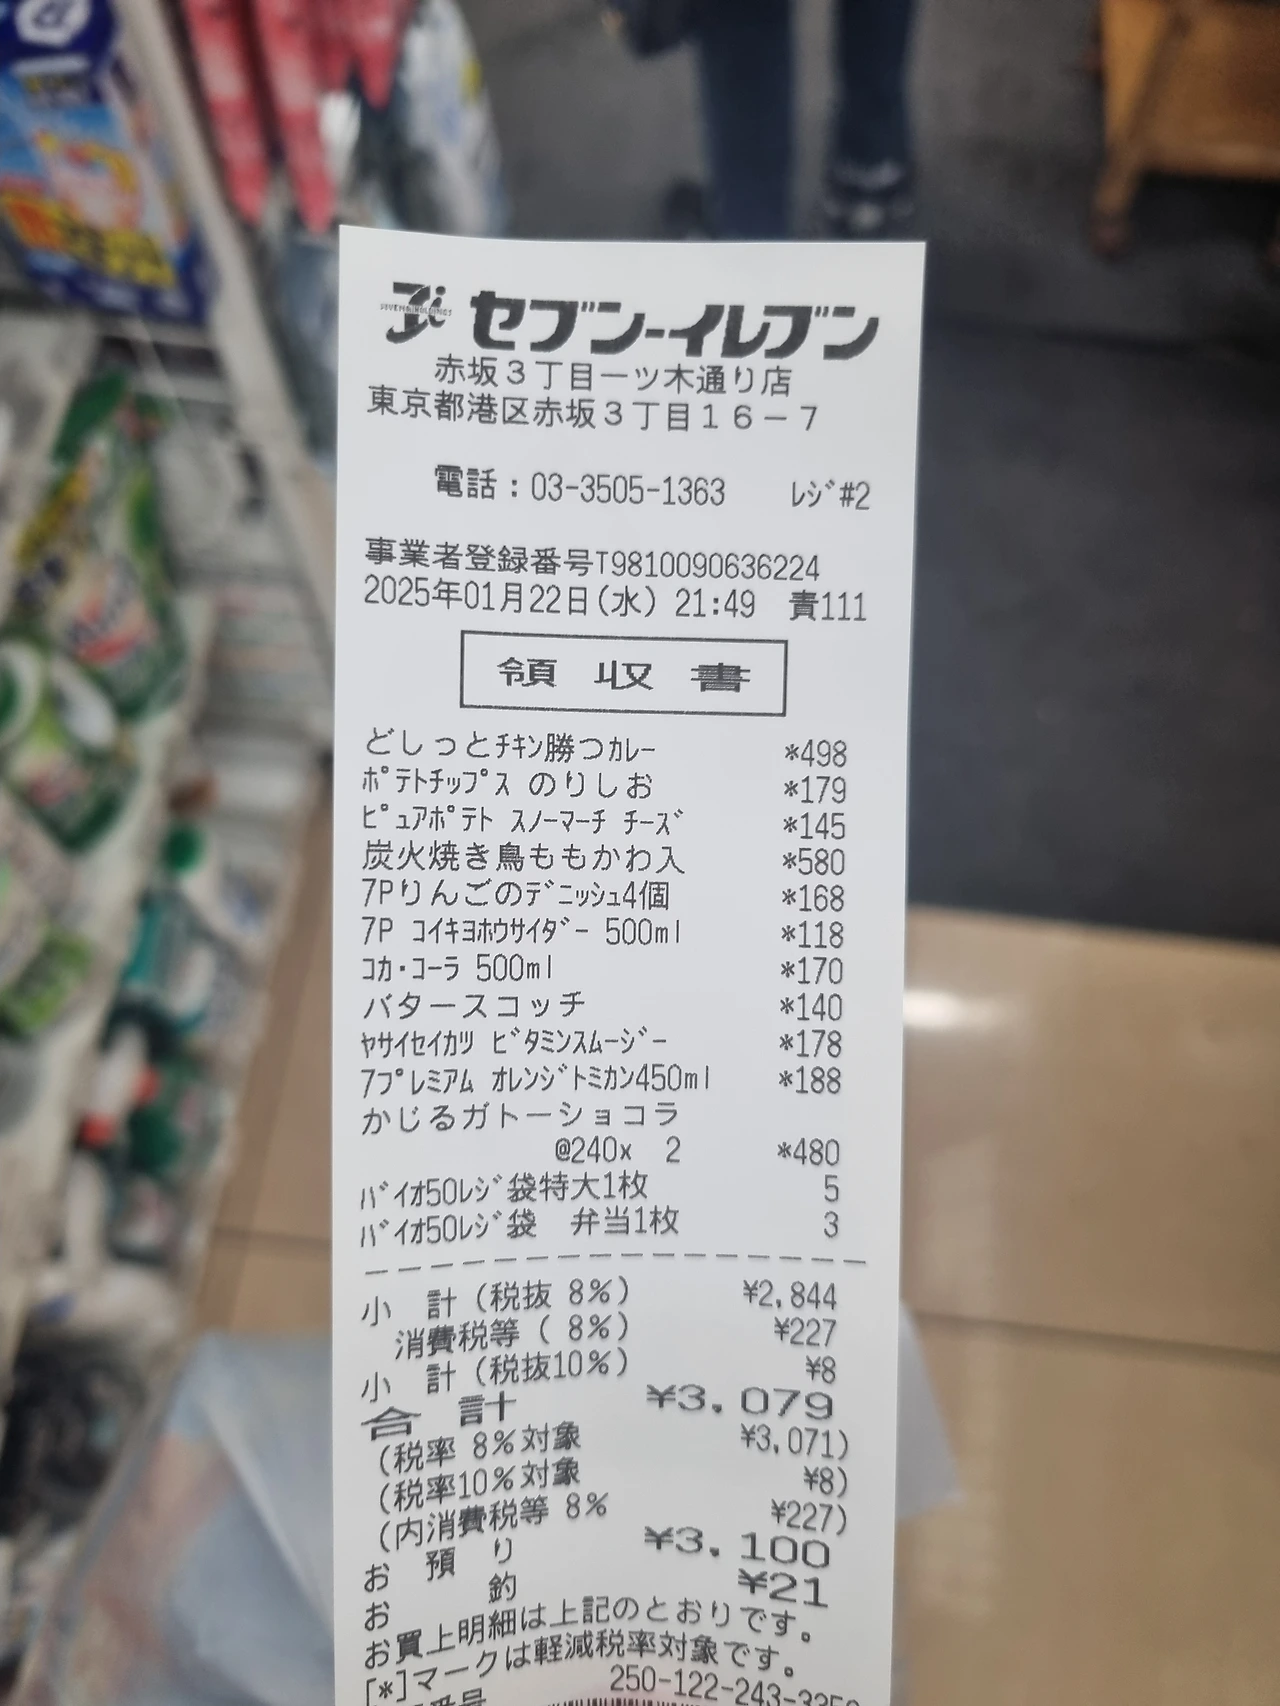 セブン-イレブン
赤坂３丁目一ツ木通り店
東京都港区赤坂３丁目１６－７
電話：03-3505-1363 ﾚｼﾞ#2
事業者登録番号T9810090636224
2025年01月22日(水) 21:49 責111
領 収 書
どしっとﾁｷﾝ勝つｶﾚｰ *498
ﾎﾟﾃﾄﾁｯﾌﾟｽ のりしお *179
ﾋﾟｭｱﾎﾟﾃﾄ ｽﾉｰﾏｰﾁ ﾁｰｽﾞ *145
炭火焼き鳥ももかわ入 *580
7Pりんごのﾃﾞﾆｯｼｭ4個 *168
7P ｺｲｷﾖﾎｳｻｲﾀﾞｰ 500ml *118
ｺｶ･ｺｰﾗ 500ml *170
バタースコッチ *140
ﾔｻｲｾｲｶﾂ ﾋﾞﾀﾐﾝｽﾑｰｼﾞｰ *178
7ﾌﾟﾚﾐｱﾑ ｵﾚﾝｼﾞﾄﾐｶﾝ450ml *188
かじるガトーショコラ
@240x 2 *480
ﾊﾞｲｵ50ﾚｼﾞ袋特大1枚 5
ﾊﾞｲｵ50ﾚｼﾞ袋 弁当1枚 3
小 計(税抜 8%) ¥2,844
消費税等( 8%) ¥227
小 計(税抜10%) ¥8
合 計 ¥3,079
(税率 8%対象 ¥3,071)
(税率10%対象 ¥8)
(内消費税等 8% ¥227)
お 預 り ¥3,100
お 釣 ¥21
お買上明細は上記のとおりです。
[*]マークは軽減税率対象です。
250-122-243-